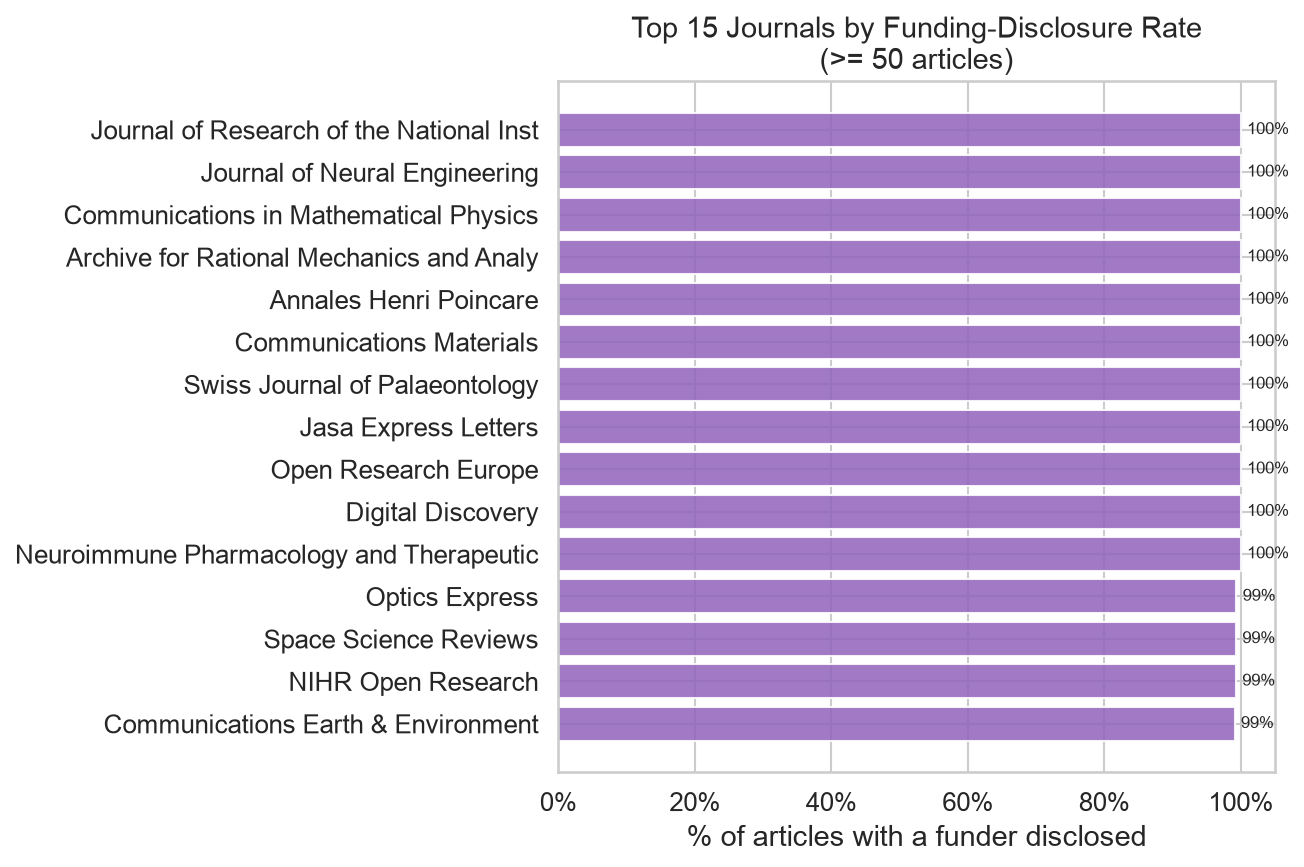 Top 15 Journals by Funding-Disclosure Rate
(>= 50 articles)
Journal of Research of the National Inst 100%
Journal of Neural Engineering 100%
Communications in Mathematical Physics 100%
Archive for Rational Mechanics and Analy 100%
Annales Henri Poincare 100%
Communications Materials 100%
Swiss Journal of Palaeontology 100%
Jasa Express Letters 100%
Open Research Europe 100%
Digital Discovery 100%
Neuroimmune Pharmacology and Therapeutic 100%
Optics Express 99%
Space Science Reviews 99%
NIHR Open Research 99%
Communications Earth & Environment 99%
0% 20% 40% 60% 80% 100%
% of articles with a funder disclosed